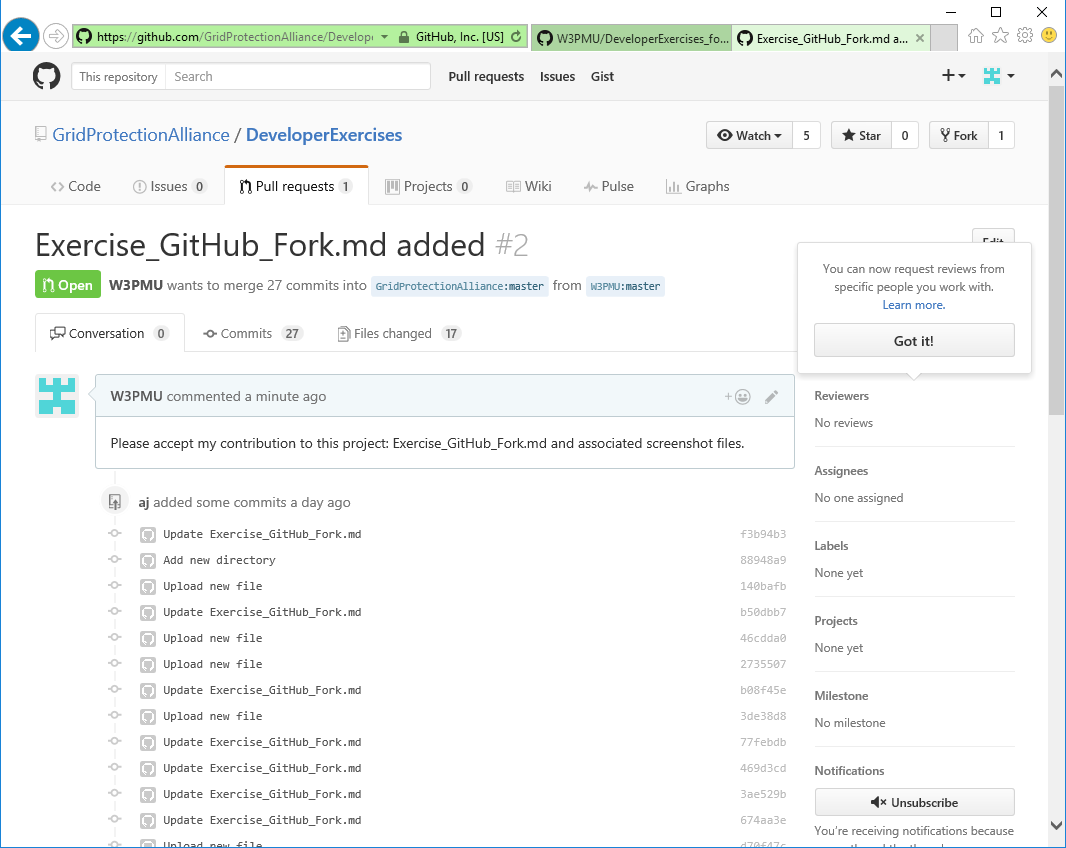 https://github.com/GridProtectionAlliance/Develope
GitHub, Inc. [US]
W3PMU/DeveloperExercises_fo...
Exercise_GitHub_Fork.md a...
This repository
Search
Pull requests
Issues
Gist
GridProtectionAlliance / DeveloperExercises
Watch 5
Star 0
Fork 1
Code
Issues 0
Pull requests 1
Projects 0
Wiki
Pulse
Graphs
Exercise_GitHub_Fork.md added #2
Edit
Open
W3PMU wants to merge 27 commits into GridProtectionAlliance:master from W3PMU:master
You can now request reviews from
specific people you work with.
Learn more.
Got it!
Conversation 0
Commits 27
Files changed 17
W3PMU commented a minute ago
Please accept my contribution to this project: Exercise_GitHub_Fork.md and associated screenshot files.
aj added some commits a day ago
Update Exercise_GitHub_Fork.md f3b94b3
Add new directory 88948a9
Upload new file 140bafb
Update Exercise_GitHub_Fork.md b50dbb7
Upload new file 46cdda0
Upload new file 2735507
Update Exercise_GitHub_Fork.md b08f45e
Upload new file 3de38d8
Update Exercise_GitHub_Fork.md 77febdb
Update Exercise_GitHub_Fork.md 469d3cd
Update Exercise_GitHub_Fork.md 3ae529b
Update Exercise_GitHub_Fork.md 674aa3e
Upload new file d70f47c
Reviewers
No reviews
Assignees
No one assigned
Labels
None yet
Projects
None yet
Milestone
No milestone
Notifications
Unsubscribe
You're receiving notifications because